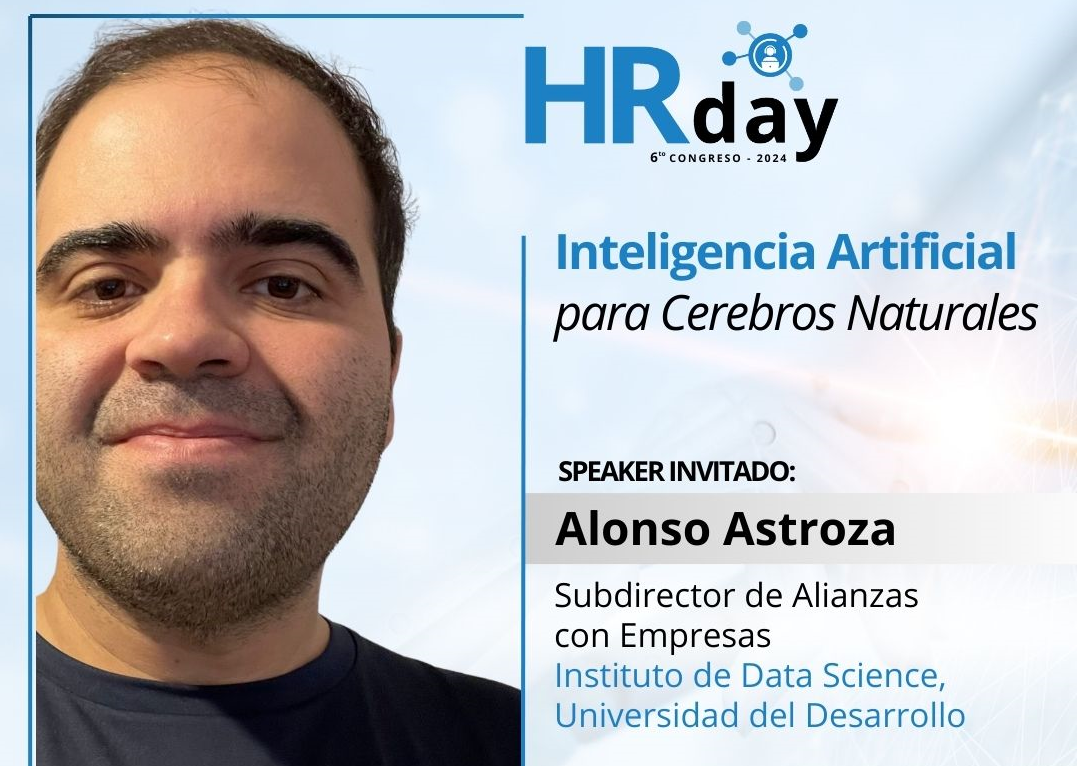 HRday
6to CONGRESO - 2024
Inteligencia Artificial
para Cerebros Naturales
SPEAKER INVITADO:
Alonso Astroza
Subdirector de Alianzas
con Empresas
Instituto de Data Science,
Universidad del Desarrollo